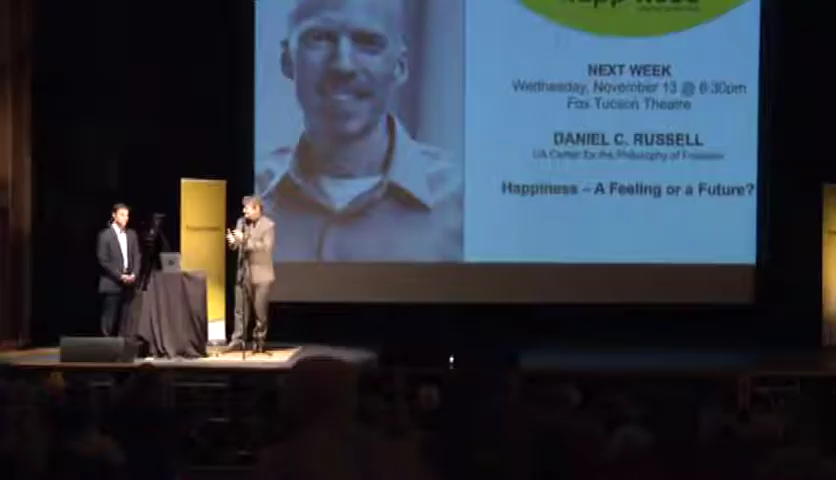 NEXT WEEK
Wednesday, November 13 @ 6:30pm
Fox Tucson Theatre
DANIEL C. RUSSELL
UA Center for the Philosophy of Freedom
Happiness – A Feeling or a Future?